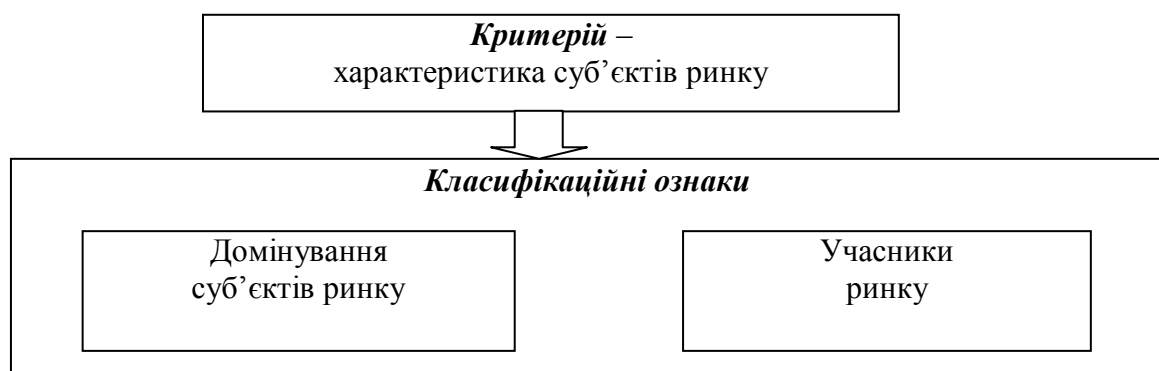 Критерій –
характеристика суб’єктів ринку
Класифікаційні ознаки
Домінування
суб’єктів ринку
Учасники
ринку